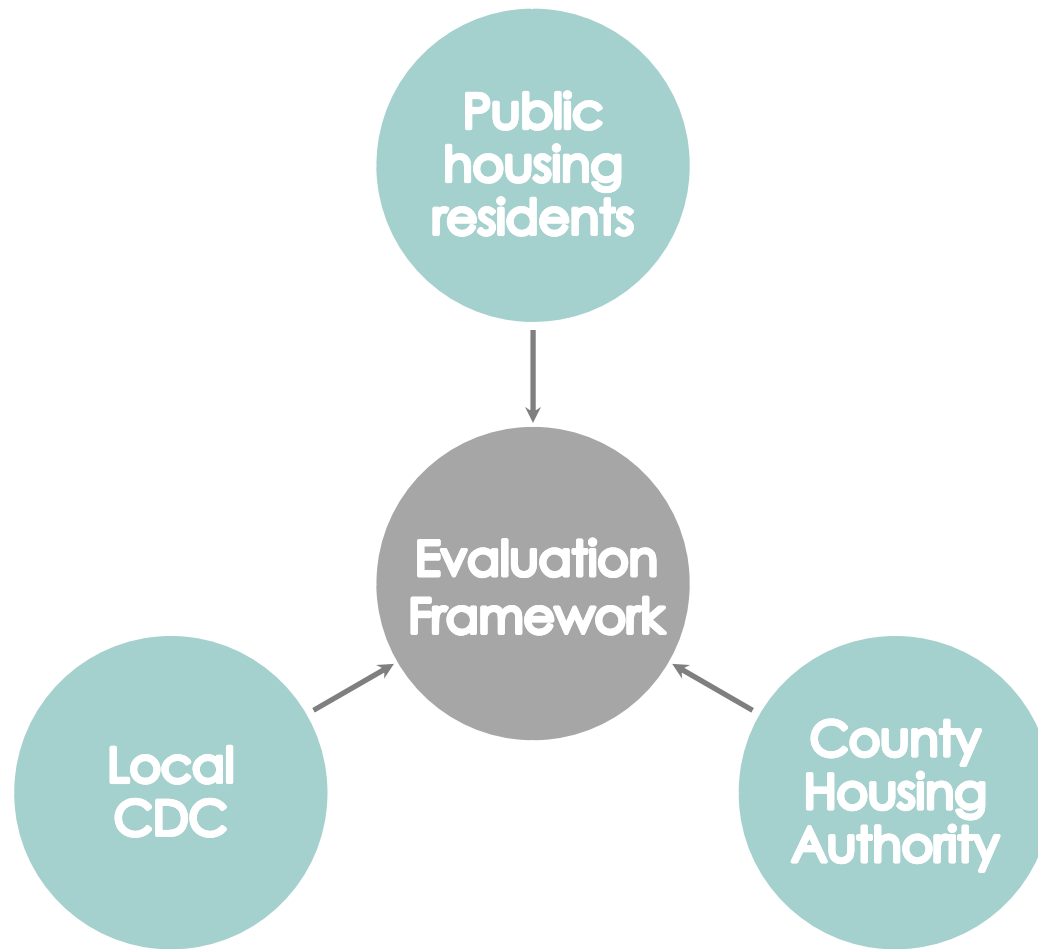 Public
housing
residents
Evaluation
Framework
Local
CDC
County
Housing
Authority